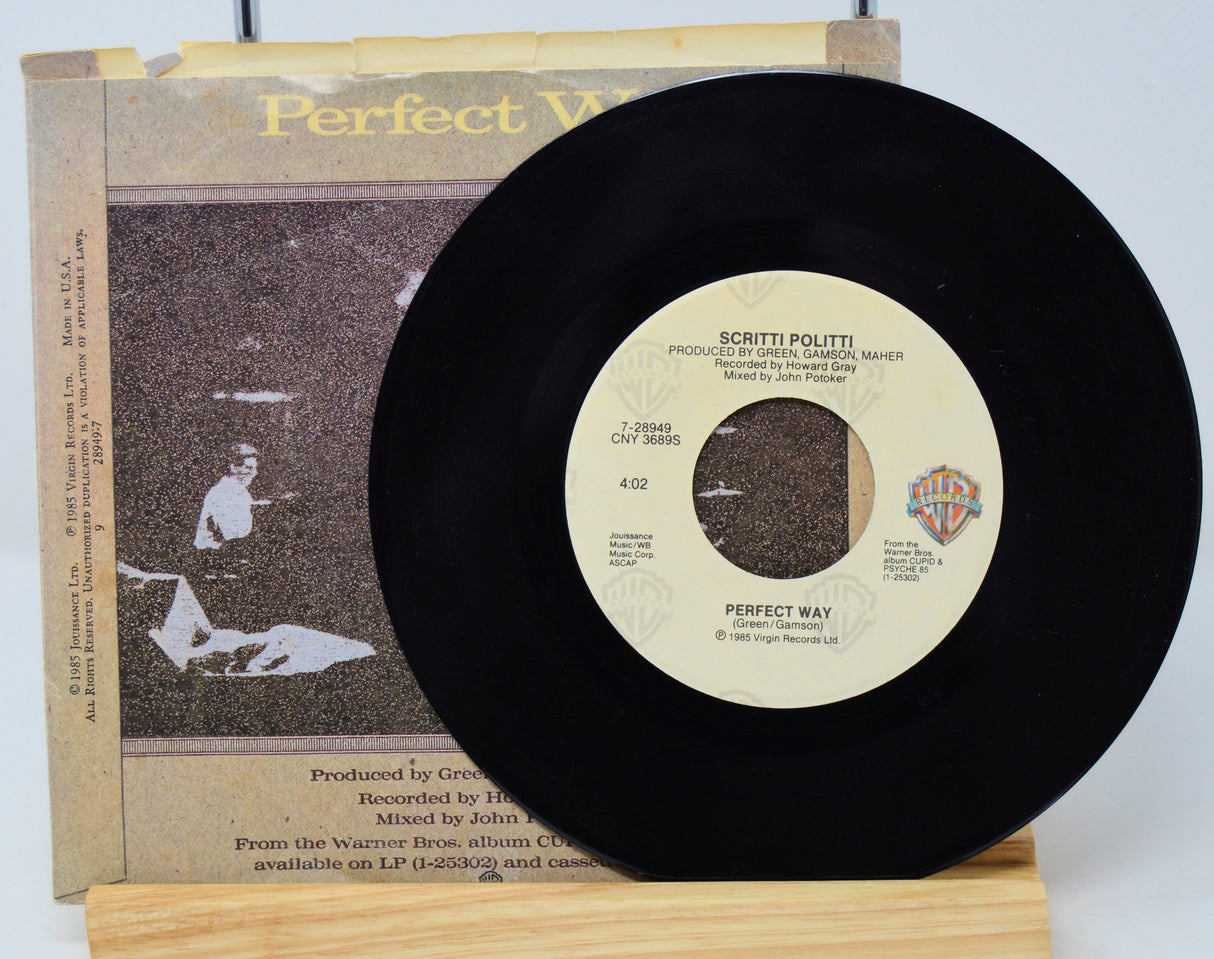 Perfect W
© 1985 Jouissance Ltd. ℗ 1985 Virgin Records Ltd. Made in U.S.A.
All Rights Reserved. Unauthorized duplication is a violation of applicable laws.
9 28949-7
Produced by Gree
Recorded by Ho
Mixed by John P
From the Warner Bros. album CUP
available on LP (1-25302) and casse
SCRITTI POLITTI
PRODUCED BY GREEN, GAMSON, MAHER
Recorded by Howard Gray
Mixed by John Potoker
7-28949
CNY 3689S
4:02
Jouissance
Music/WB
Music Corp.
ASCAP
RECORDS
From the
Warner Bros.
album CUPID &
PSYCHE 85
(1-25302)
PERFECT WAY
(Green/Gamson)
℗ 1985 Virgin Records Ltd.